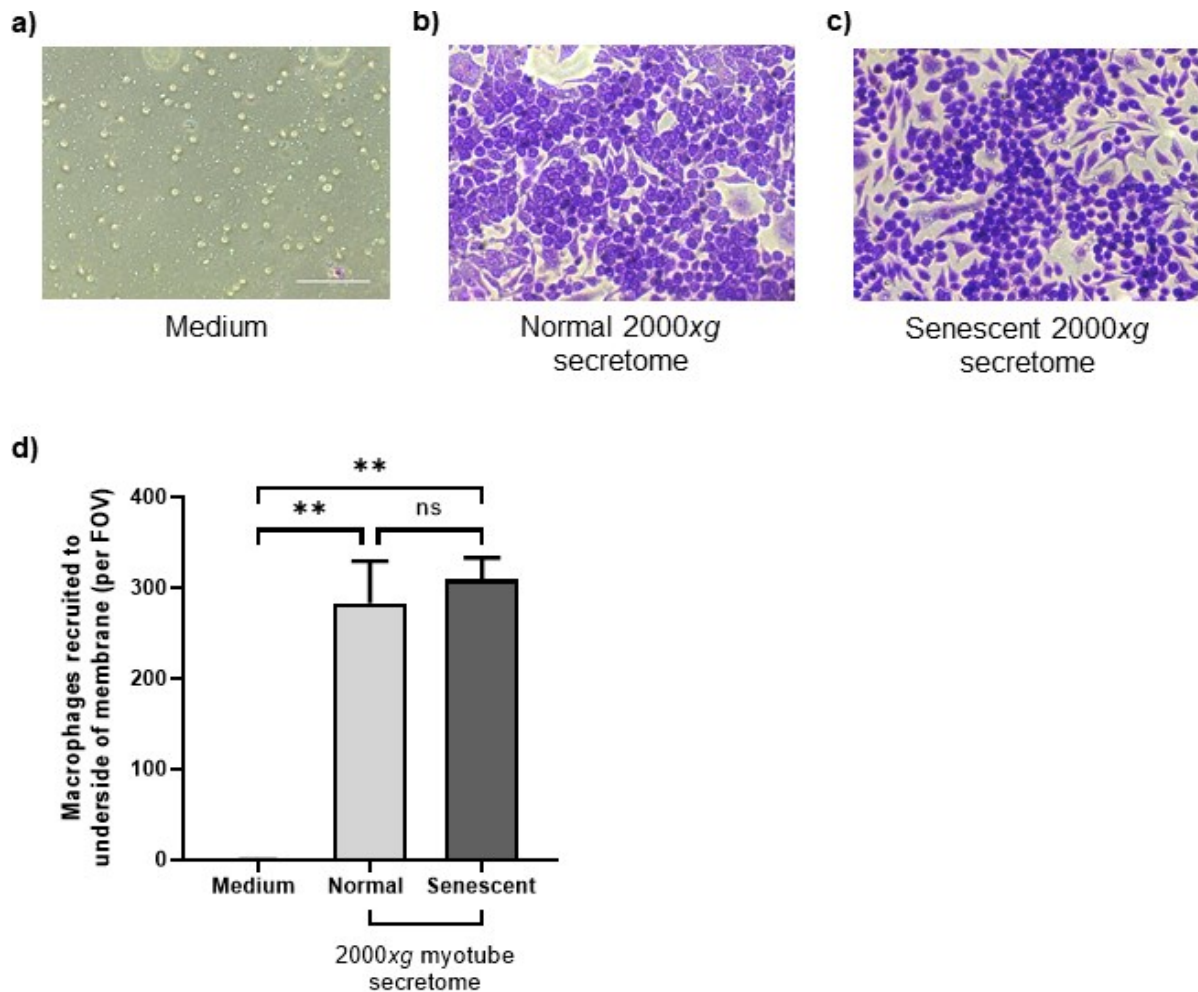 a)
b)
c)
Medium
Normal 2000xg
secretome
Senescent 2000xg
secretome
d)
Macrophages recruited to
underside of membrane (per FOV)
400
300
200
100
0
**
**
ns
Medium
Normal
Senescent
2000xg myotube
secretome